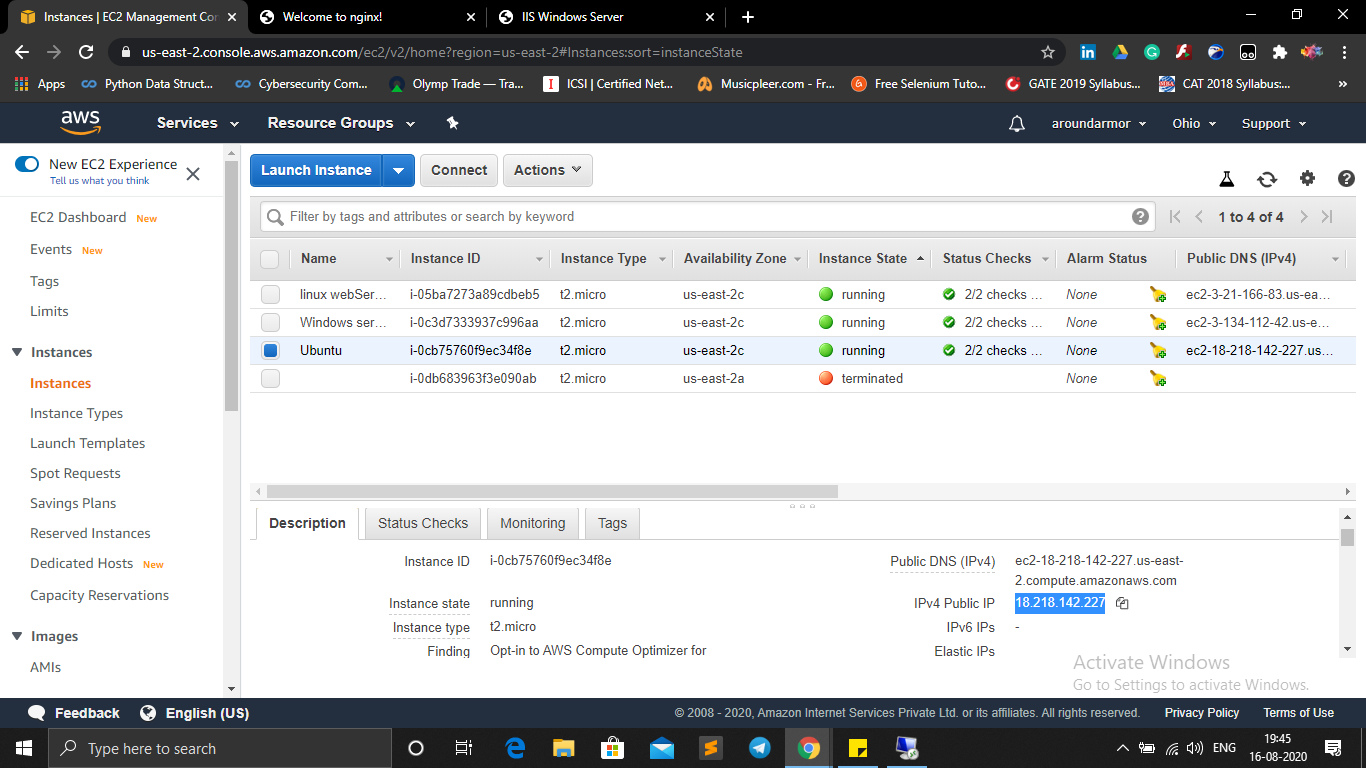 Instances | EC2 Management Con
Welcome to nginx!
IIS Windows Server
us-east-2.console.aws.amazon.com/ec2/v2/home?region=us-east-2#Instances:sort=instanceState
Apps
Python Data Struct...
Cybersecurity Com...
Olymp Trade — Tra...
ICSI | Certified Net...
Musicpleer.com - Fr...
Free Selenium Tuto...
GATE 2019 Syllabus...
CAT 2018 Syllabus:...
aws
Services
Resource Groups
aroundarmor
Ohio
Support
New EC2 Experience
Tell us what you think
EC2 Dashboard New
Events New
Tags
Limits
Instances
Instances
Instance Types
Launch Templates
Spot Requests
Savings Plans
Reserved Instances
Dedicated Hosts New
Capacity Reservations
Images
AMIs
Launch Instance
Connect
Actions
Filter by tags and attributes or search by keyword
1 to 4 of 4
Name Instance ID Instance Type Availability Zone Instance State Status Checks Alarm Status Public DNS (IPv4)
linux webSer... i-05ba7273a89cdbeb5 t2.micro us-east-2c running 2/2 checks ... None ec2-3-21-166-83.us-ea...
Windows ser... i-0c3d7333937c996aa t2.micro us-east-2c running 2/2 checks ... None ec2-3-134-112-42.us-e...
Ubuntu i-0cb75760f9ec34f8e t2.micro us-east-2c running 2/2 checks ... None ec2-18-218-142-227.us...
i-0db683963f3e090ab t2.micro us-east-2a terminated None
Description
Status Checks
Monitoring
Tags
Instance ID i-0cb75760f9ec34f8e
Instance state running
Instance type t2.micro
Finding Opt-in to AWS Compute Optimizer for
Public DNS (IPv4) ec2-18-218-142-227.us-east-
2.compute.amazonaws.com
IPv4 Public IP 18.218.142.227
IPv6 IPs -
Elastic IPs
Activate Windows
Go to Settings to activate Windows.
Feedback
English (US)
© 2008 - 2020, Amazon Internet Services Private Ltd. or its affiliates. All rights reserved.
Privacy Policy
Terms of Use
Type here to search
ENG
19:45
16-08-2020